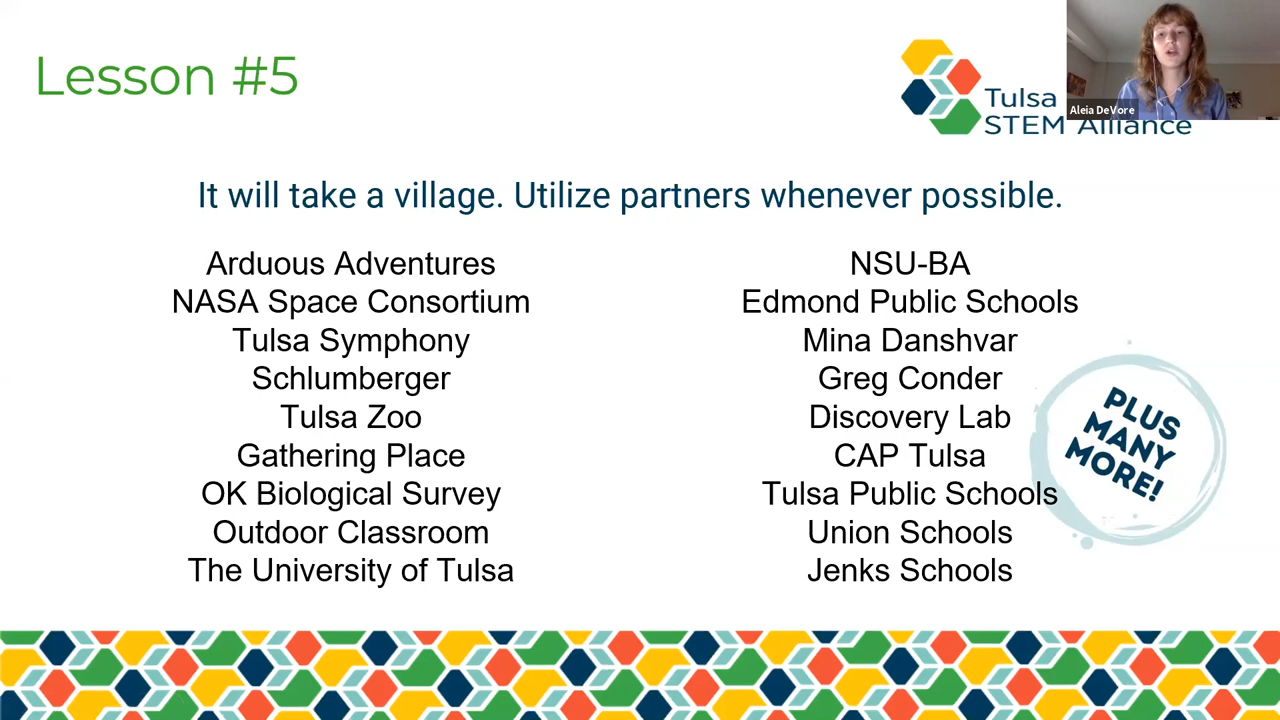 Lesson #5
Tulsa
STEM Alliance
Aleia DeVore
It will take a village. Utilize partners whenever possible.
Arduous Adventures
NASA Space Consortium
Tulsa Symphony
Schlumberger
Tulsa Zoo
Gathering Place
OK Biological Survey
Outdoor Classroom
The University of Tulsa
NSU-BA
Edmond Public Schools
Mina Danshvar
Greg Conder
Discovery Lab
CAP Tulsa
Tulsa Public Schools
Union Schools
Jenks Schools
PLUS
MANY
MORE!